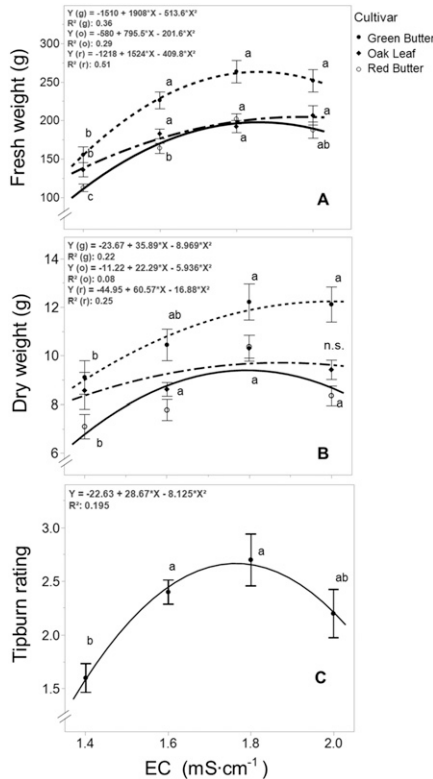 Y (g) = -1510 + 1908*X - 513.6*X²
R² (g): 0.36
Y (o) = -580 + 795.5*X - 201.6*X²
R² (o): 0.29
Y (r) = -1218 + 1524*X - 409.8*X²
R² (r): 0.51
Cultivar
Green Butter
Oak Leaf
Red Butter
Fresh weight (g)
300
250
200
150
100
b
b
c
a
a
b
a
a
a
a
a
ab
A
Y (g) = -23.67 + 35.89*X - 8.969*X²
R² (g): 0.22
Y (o) = -11.22 + 22.29*X - 5.936*X²
R² (o): 0.08
Y (r) = -44.95 + 60.57*X - 16.88*X²
R² (r): 0.25
Dry weight (g)
14
12
10
8
6
b
b
ab
a
a
a
a
n.s.
a
B
Y = -22.63 + 28.67*X - 8.125*X²
R²: 0.195
Tipburn rating
3.0
2.5
2.0
1.5
b
a
a
ab
C
1.4 1.6 1.8 2.0
EC (mS·cm⁻¹)